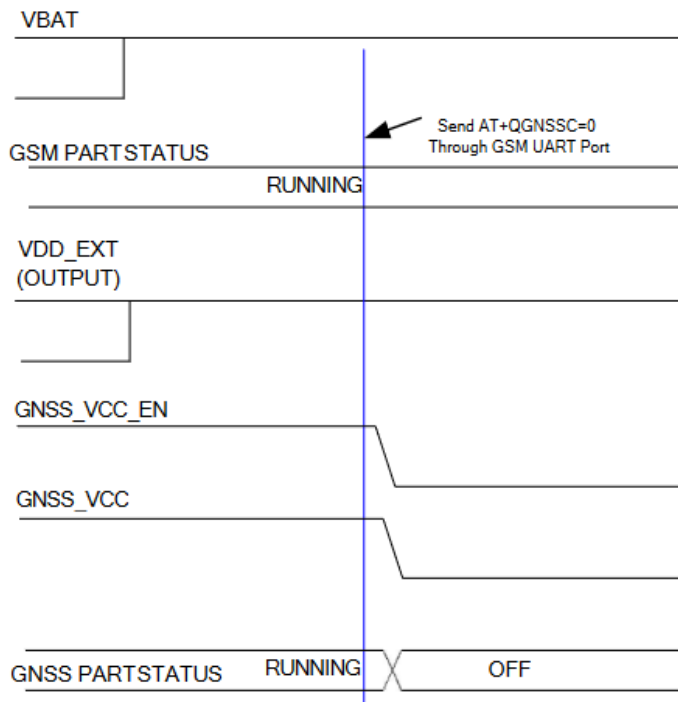 VBAT
Send AT+QGNSSC=0
Through GSM UART Port
GSM PARTSTATUS
RUNNING
VDD_EXT
(OUTPUT)
GNSS_VCC_EN
GNSS_VCC
GNSS PARTSTATUS RUNNING OFF